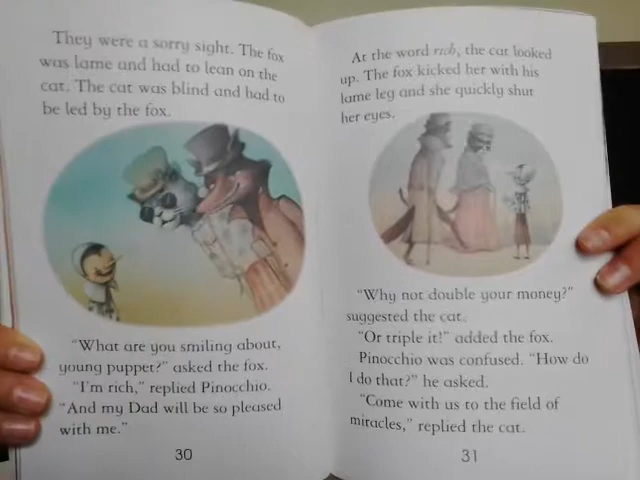 They were a sorry sight. The fox
was lame and had to lean on the
cat. The cat was blind and had to
be led by the fox.
"What are you smiling about,
young puppet?" asked the fox.
"I'm rich," replied Pinocchio.
"And my Dad will be so pleased
with me."
30
At the word rich, the cat looked
up. The fox kicked her with his
lame leg and she quickly shut
her eyes.
"Why not double your money?"
suggested the cat.
"Or triple it!" added the fox.
Pinocchio was confused. "How do
I do that?" he asked.
"Come with us to the field of
miracles," replied the cat.
31